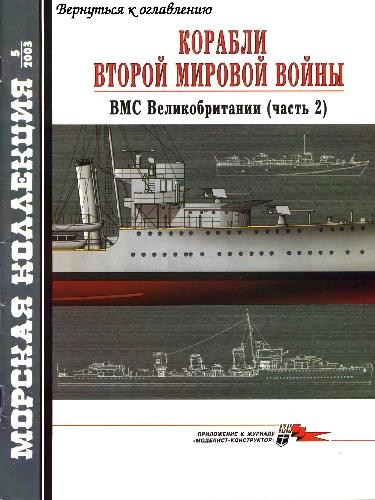 Вернуться к оглавлению
5
2003
МОРСКАЯ КОЛЛЕКЦИЯ
КОРАБЛИ
ВТОРОЙ МИРОВОЙ ВОЙНЫ
ВМС Великобритании (часть 2)
ПРИЛОЖЕНИЕ К ЖУРНАЛУ
«МОДЕЛИСТ-КОНСТРУКТОР»